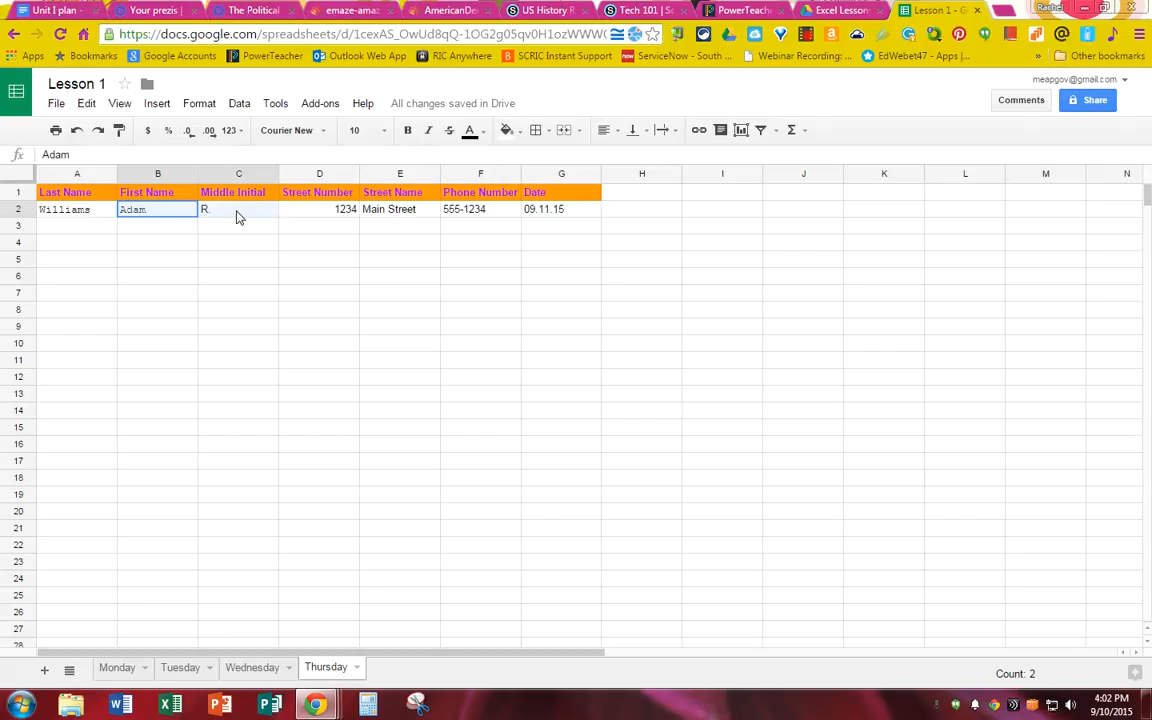 Unit I plan - Your prezis | The Political emaze-amaz AmericanDe US History R Tech 101 | Sc PowerTeache Excel Lesson Lesson 1 - G Rachel
https://docs.google.com/spreadsheets/d/1cexAS_OwUd8qQ-1OG2g05qv0H1ozWWW
Apps Bookmarks Google Accounts PowerTeacher Outlook Web App RIC Anywhere SCRIC Instant Support ServiceNow - South ... Webinar Recording: ... EdWebet47 - Apps | ... » Other bookmarks
Lesson 1
meapgov@gmail.com
File Edit View Insert Format Data Tools Add-ons Help All changes saved in Drive
Comments Share
$ % .0 .00 123 Courier New 10 B I S A Σ
fx Adam
A B C D E F G H I J K L M N
1 Last Name First Name Middle Initial Street Number Street Name Phone Number Date
2 Williams Adam R. 1234 Main Street 555-1234 09.11.15
3
4
5
6
7
8
9
10
11
12
13
14
15
16
17
18
19
20
21
22
23
24
25
26
27
28
+ Monday Tuesday Wednesday Thursday Count: 2
4:02 PM
9/10/2015